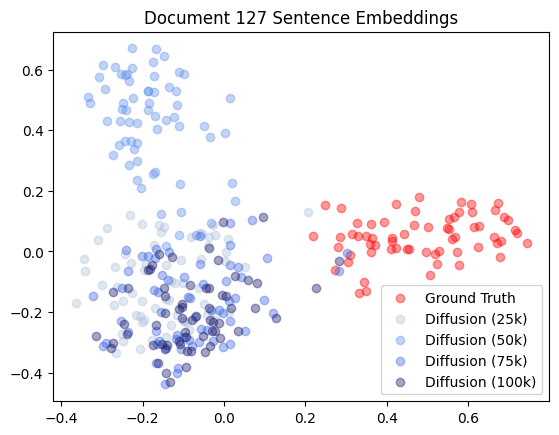 Document 127 Sentence Embeddings
0.6
0.4
0.2
0.0
−0.2
−0.4
−0.4
−0.2
0.0
0.2
0.4
0.6
Ground Truth
Diffusion (25k)
Diffusion (50k)
Diffusion (75k)
Diffusion (100k)